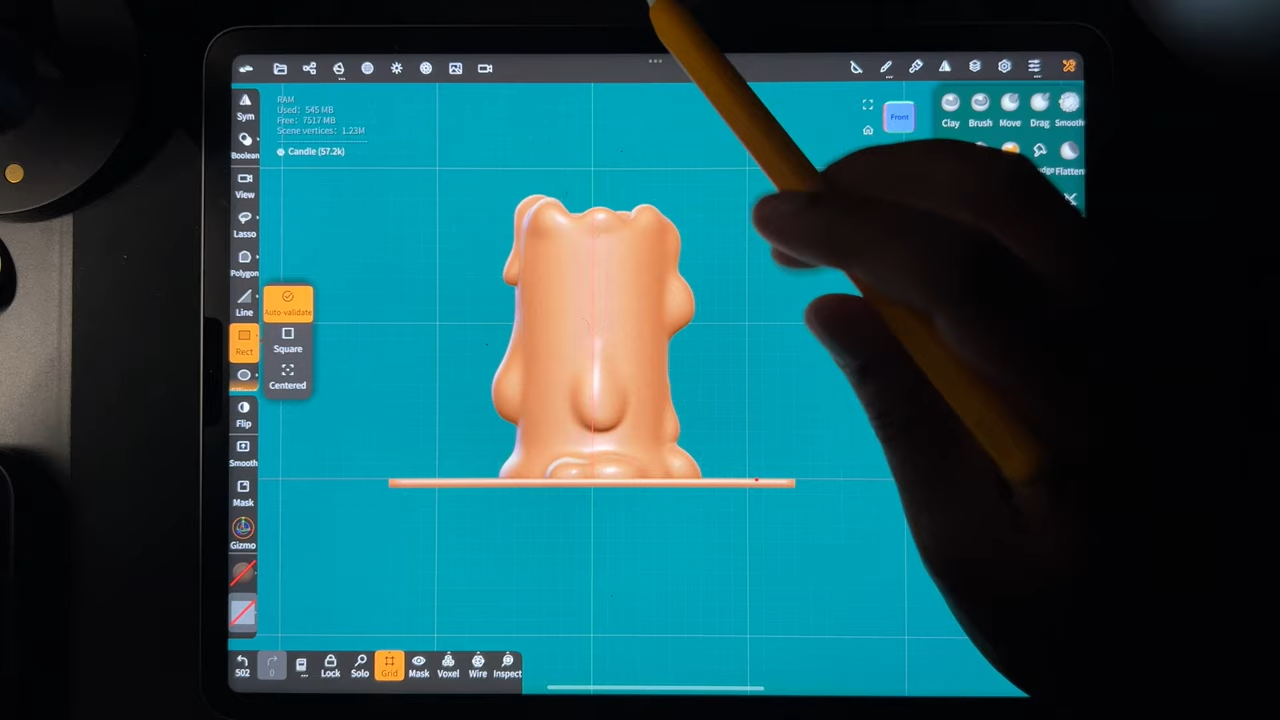 RAM
Used: 545 MB
Free: 7517 MB
Scene vertices: 1.23M
Candle (57.2k)
Front
Clay Brush Move Drag Smooth
Flatten
Sym
Boolean
View
Lasso
Polygon
Line
Rect
Auto-validate
Square
Centered
Flip
Smooth
Mask
Gizmo
502 0 Lock Solo Grid Mask Voxel Wire Inspect